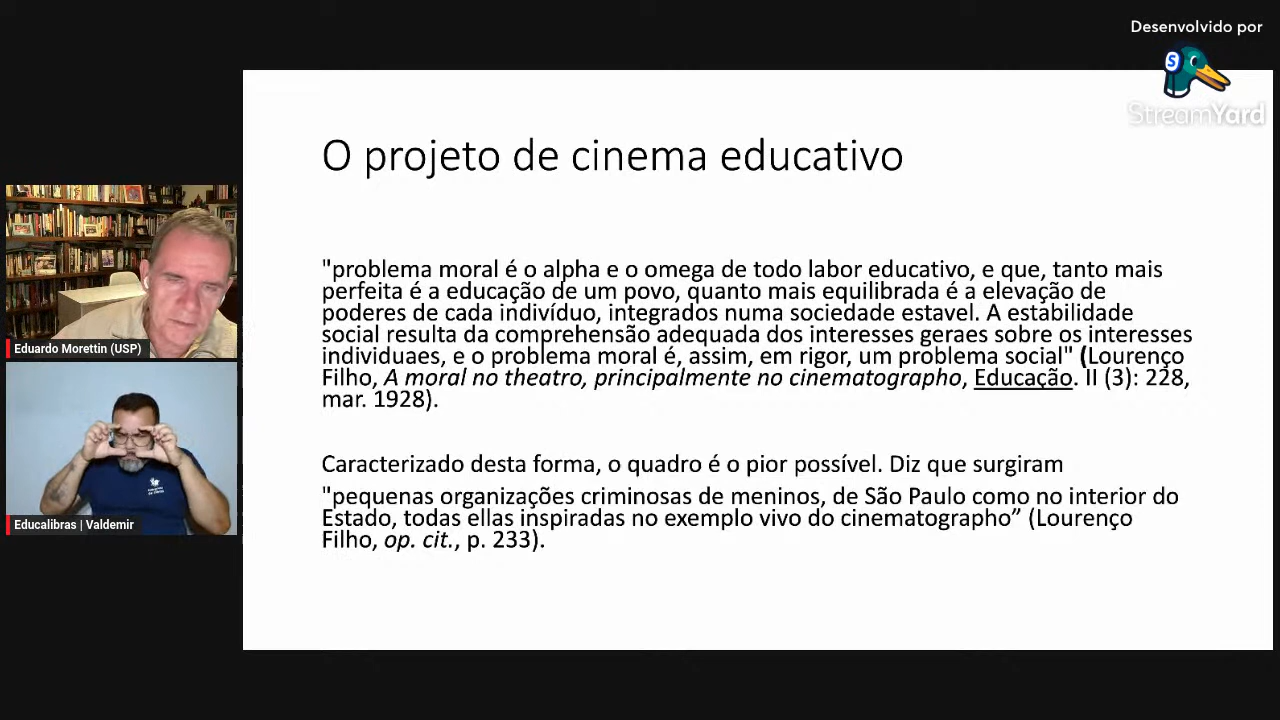 Desenvolvido por
S
StreamYard
O projeto de cinema educativo
"problema moral é o alpha e o omega de todo labor educativo, e que, tanto mais
perfeita é a educação de um povo, quanto mais equilibrada é a elevação de
poderes de cada indivíduo, integrados numa sociedade estavel. A estabilidade
social resulta da comprehensão adequada dos interesses geraes sobre os interesses
individuaes, e o problema moral é, assim, em rigor, um problema social" (Lourenço
Filho, A moral no theatro, principalmente no cinematographo, Educação. II (3): 228,
mar. 1928).
Caracterizado desta forma, o quadro é o pior possível. Diz que surgiram
"pequenas organizações criminosas de meninos, de São Paulo como no interior do
Estado, todas ellas inspiradas no exemplo vivo do cinematographo” (Lourenço
Filho, op. cit., p. 233).
Eduardo Morettin (USP)
Educalibras | Valdemir